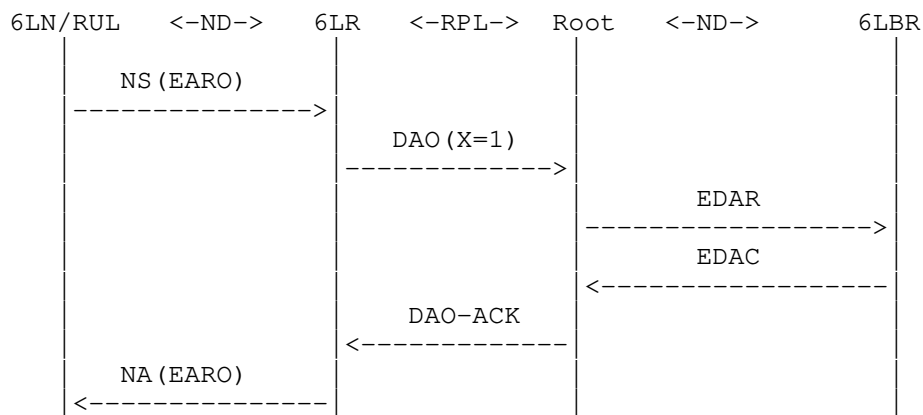 6LN/RUL <-ND-> 6LR <-RPL-> Root <-ND-> 6LBR
NS(EARO)
DAO(X=1)
EDAR
EDAC
DAO-ACK
NA(EARO)